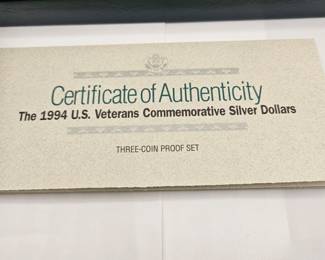 Certificate of Authenticity
The 1994 U.S. Veterans Commemorative Silver Dollars
THREE-COIN PROOF SET